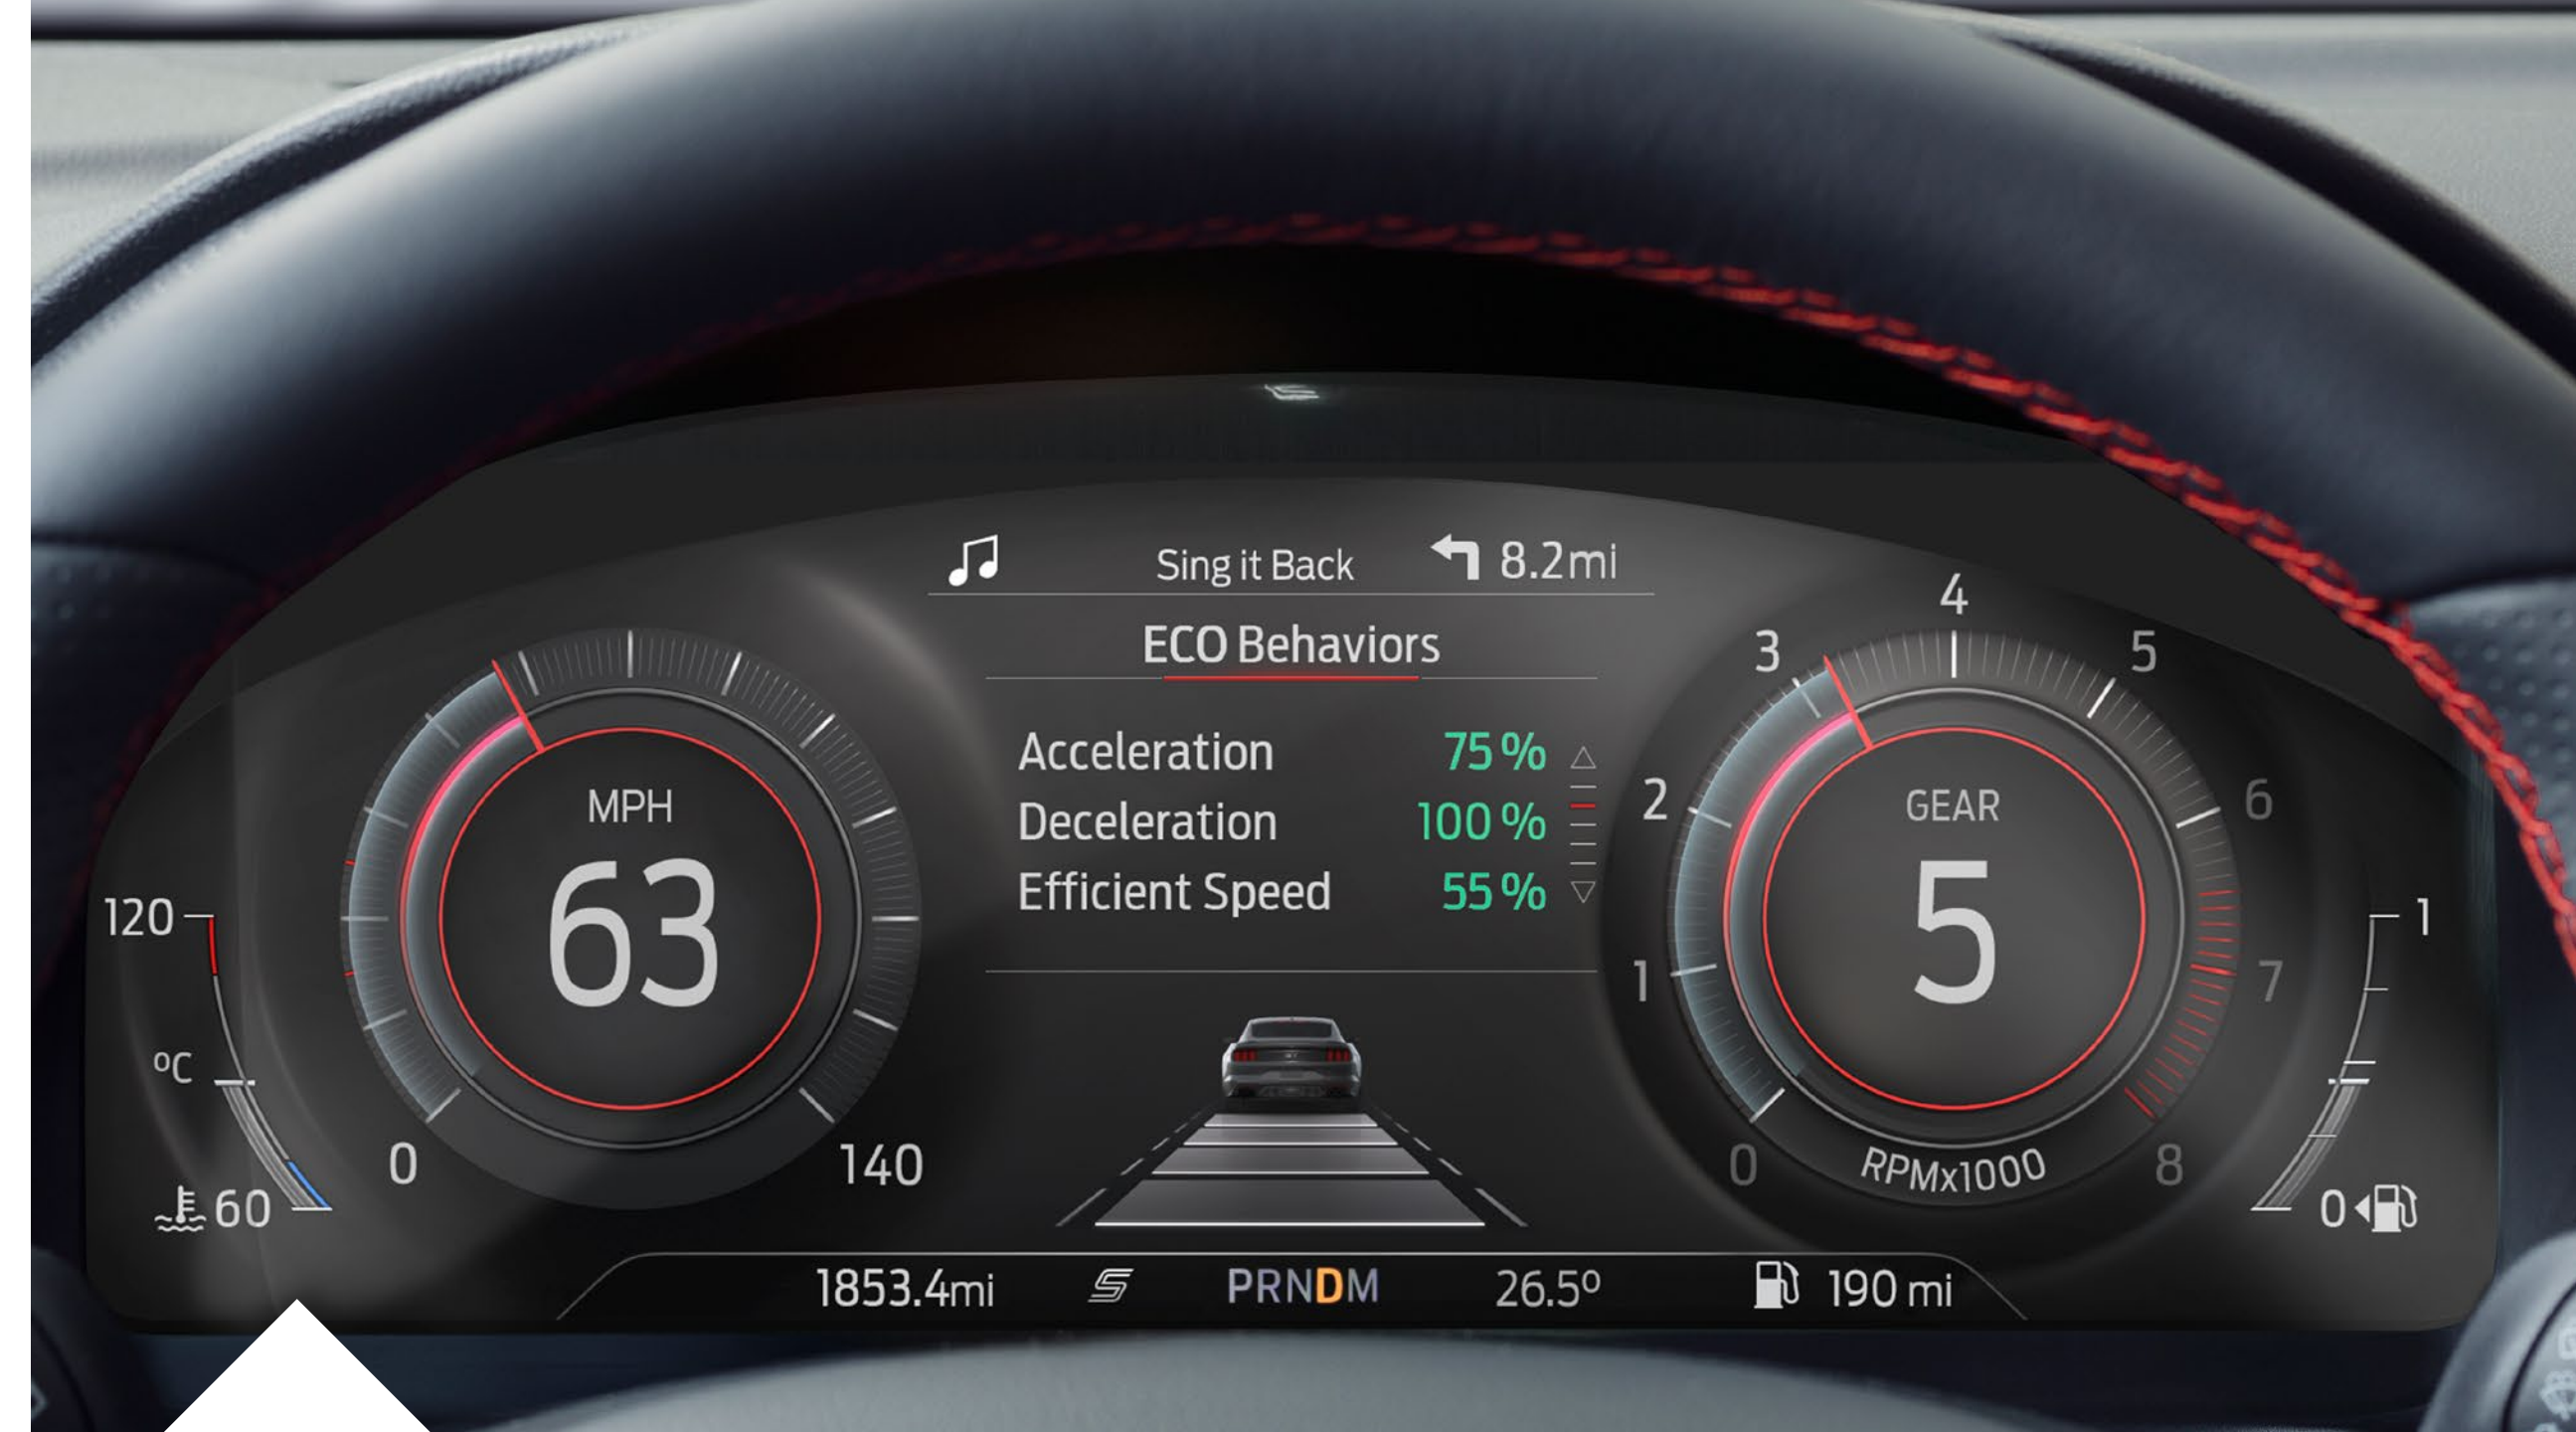 Sing it Back
8.2mi
ECO Behaviors
Acceleration 75%
Deceleration 100%
Efficient Speed 55%
MPH
63
0
140
120
ºC
60
GEAR
5
0
1
2
3
4
5
6
7
8
RPMx1000
1
0
1853.4mi
PRNDM
26.5º
190 mi